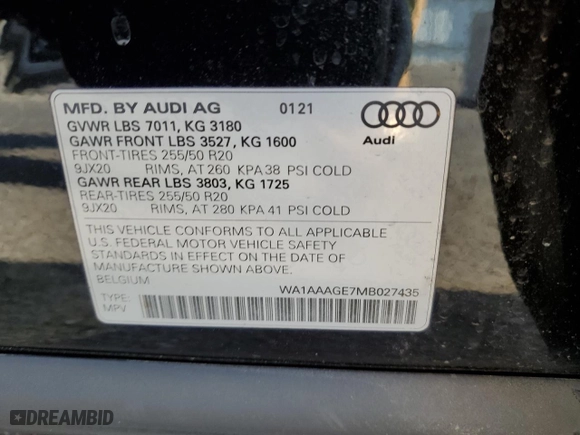 MFD. BY AUDI AG 0121
GVWR LBS 7011, KG 3180
GAWR FRONT LBS 3527, KG 1600
FRONT-TIRES 255/50 R20
9JX20 RIMS, AT 260 KPA 38 PSI COLD
GAWR REAR LBS 3803, KG 1725
REAR-TIRES 255/50 R20
9JX20 RIMS, AT 280 KPA 41 PSI COLD
Audi
THIS VEHICLE CONFORMS TO ALL APPLICABLE
U.S. FEDERAL MOTOR VEHICLE SAFETY
STANDARDS IN EFFECT ON THE DATE OF
MANUFACTURE SHOWN ABOVE.
BELGIUM
WA1AAAGE7MB027435
TYPE:
MPV
DREAMBID